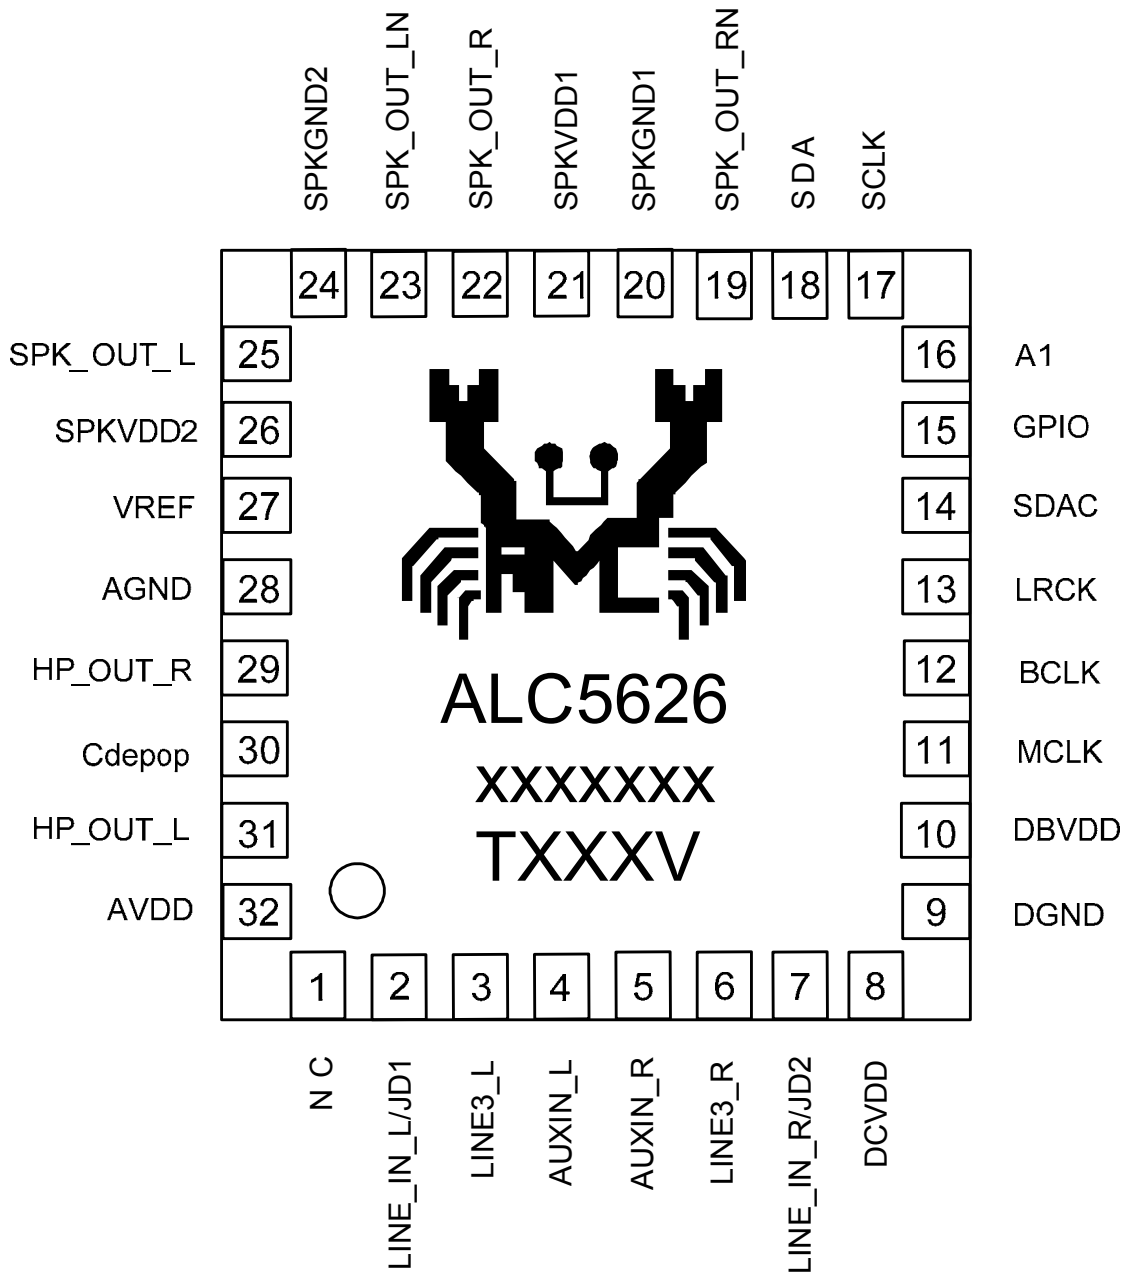 SPKGND2
SPK_OUT_LN
SPK_OUT_R
SPKVDD1
SPKGND1
SPK_OUT_RN
SDA
SCLK
24 23 22 21 20 19 18 17
SPK_OUT_L 25 16 A1
SPKVDD2 26 15 GPIO
VREF 27 14 SDAC
AGND 28 13 LRCK
HP_OUT_R 29 12 BCLK
Cdepop 30 11 MCLK
HP_OUT_L 31 10 DBVDD
AVDD 32 9 DGND
AMC
ALC5626
XXXXXXX
TXXXV
1 2 3 4 5 6 7 8
NC
LINE_IN_L/JD1
LINE3_L
AUXIN_L
AUXIN_R
LINE3_R
LINE_IN_R/JD2
DCVDD